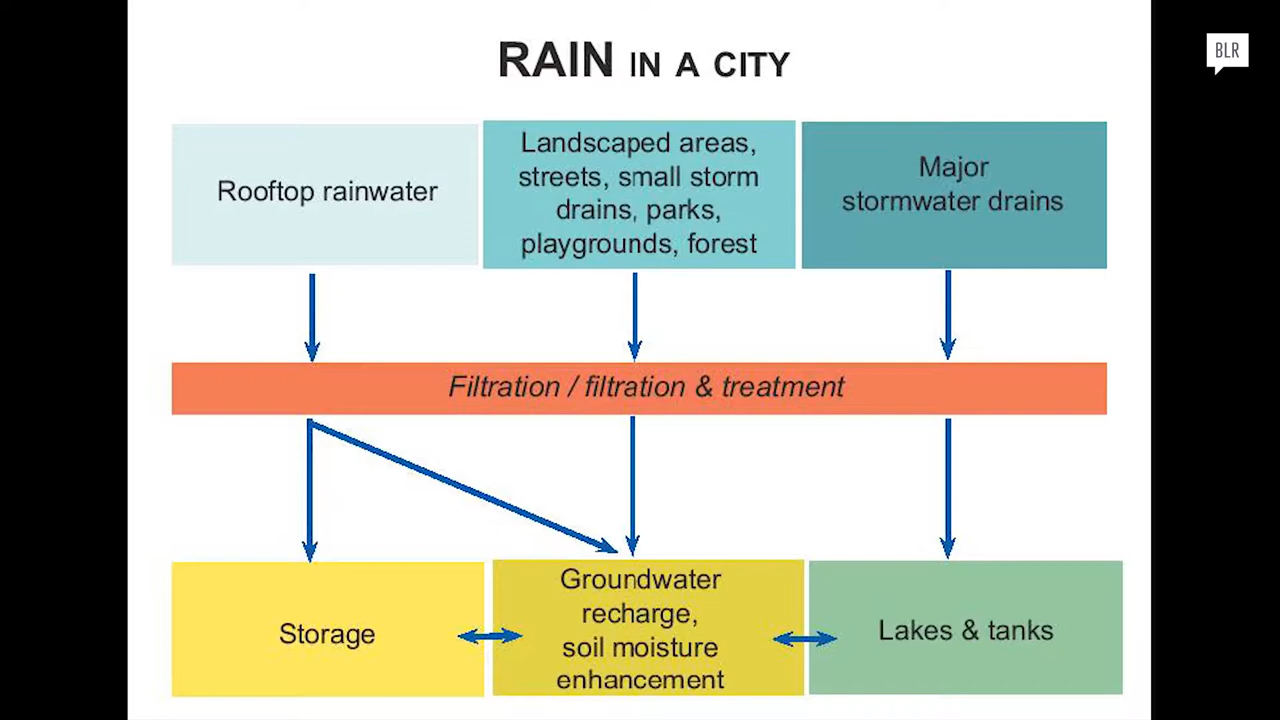 RAIN IN A CITY
BLR
Rooftop rainwater
Landscaped areas,
streets, small storm
drains, parks,
playgrounds, forest
Major
stormwater drains
Filtration / filtration & treatment
Storage
Groundwater
recharge,
soil moisture
enhancement
Lakes & tanks